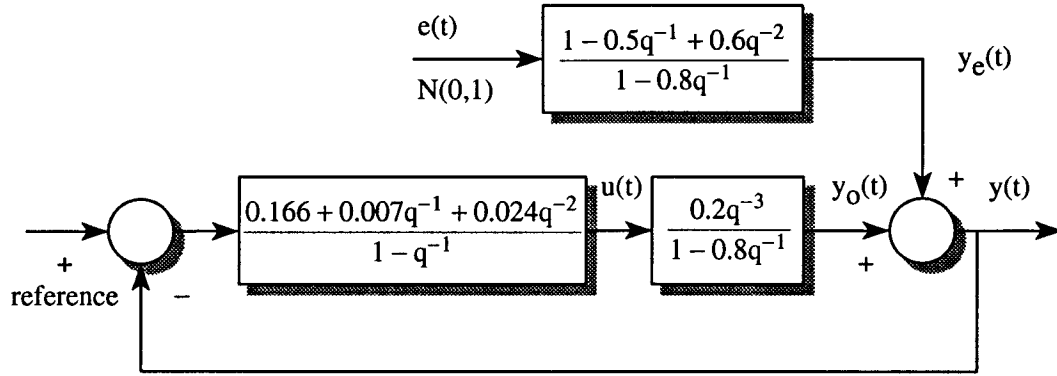 e(t)
N(0,1)
1 − 0.5q⁻¹ + 0.6q⁻²
1 − 0.8q⁻¹
yₑ(t)
+
reference
−
0.166 + 0.007q⁻¹ + 0.024q⁻²
1 − q⁻¹
u(t)
0.2q⁻³
1 − 0.8q⁻¹
yₒ(t)
+
+
y(t)